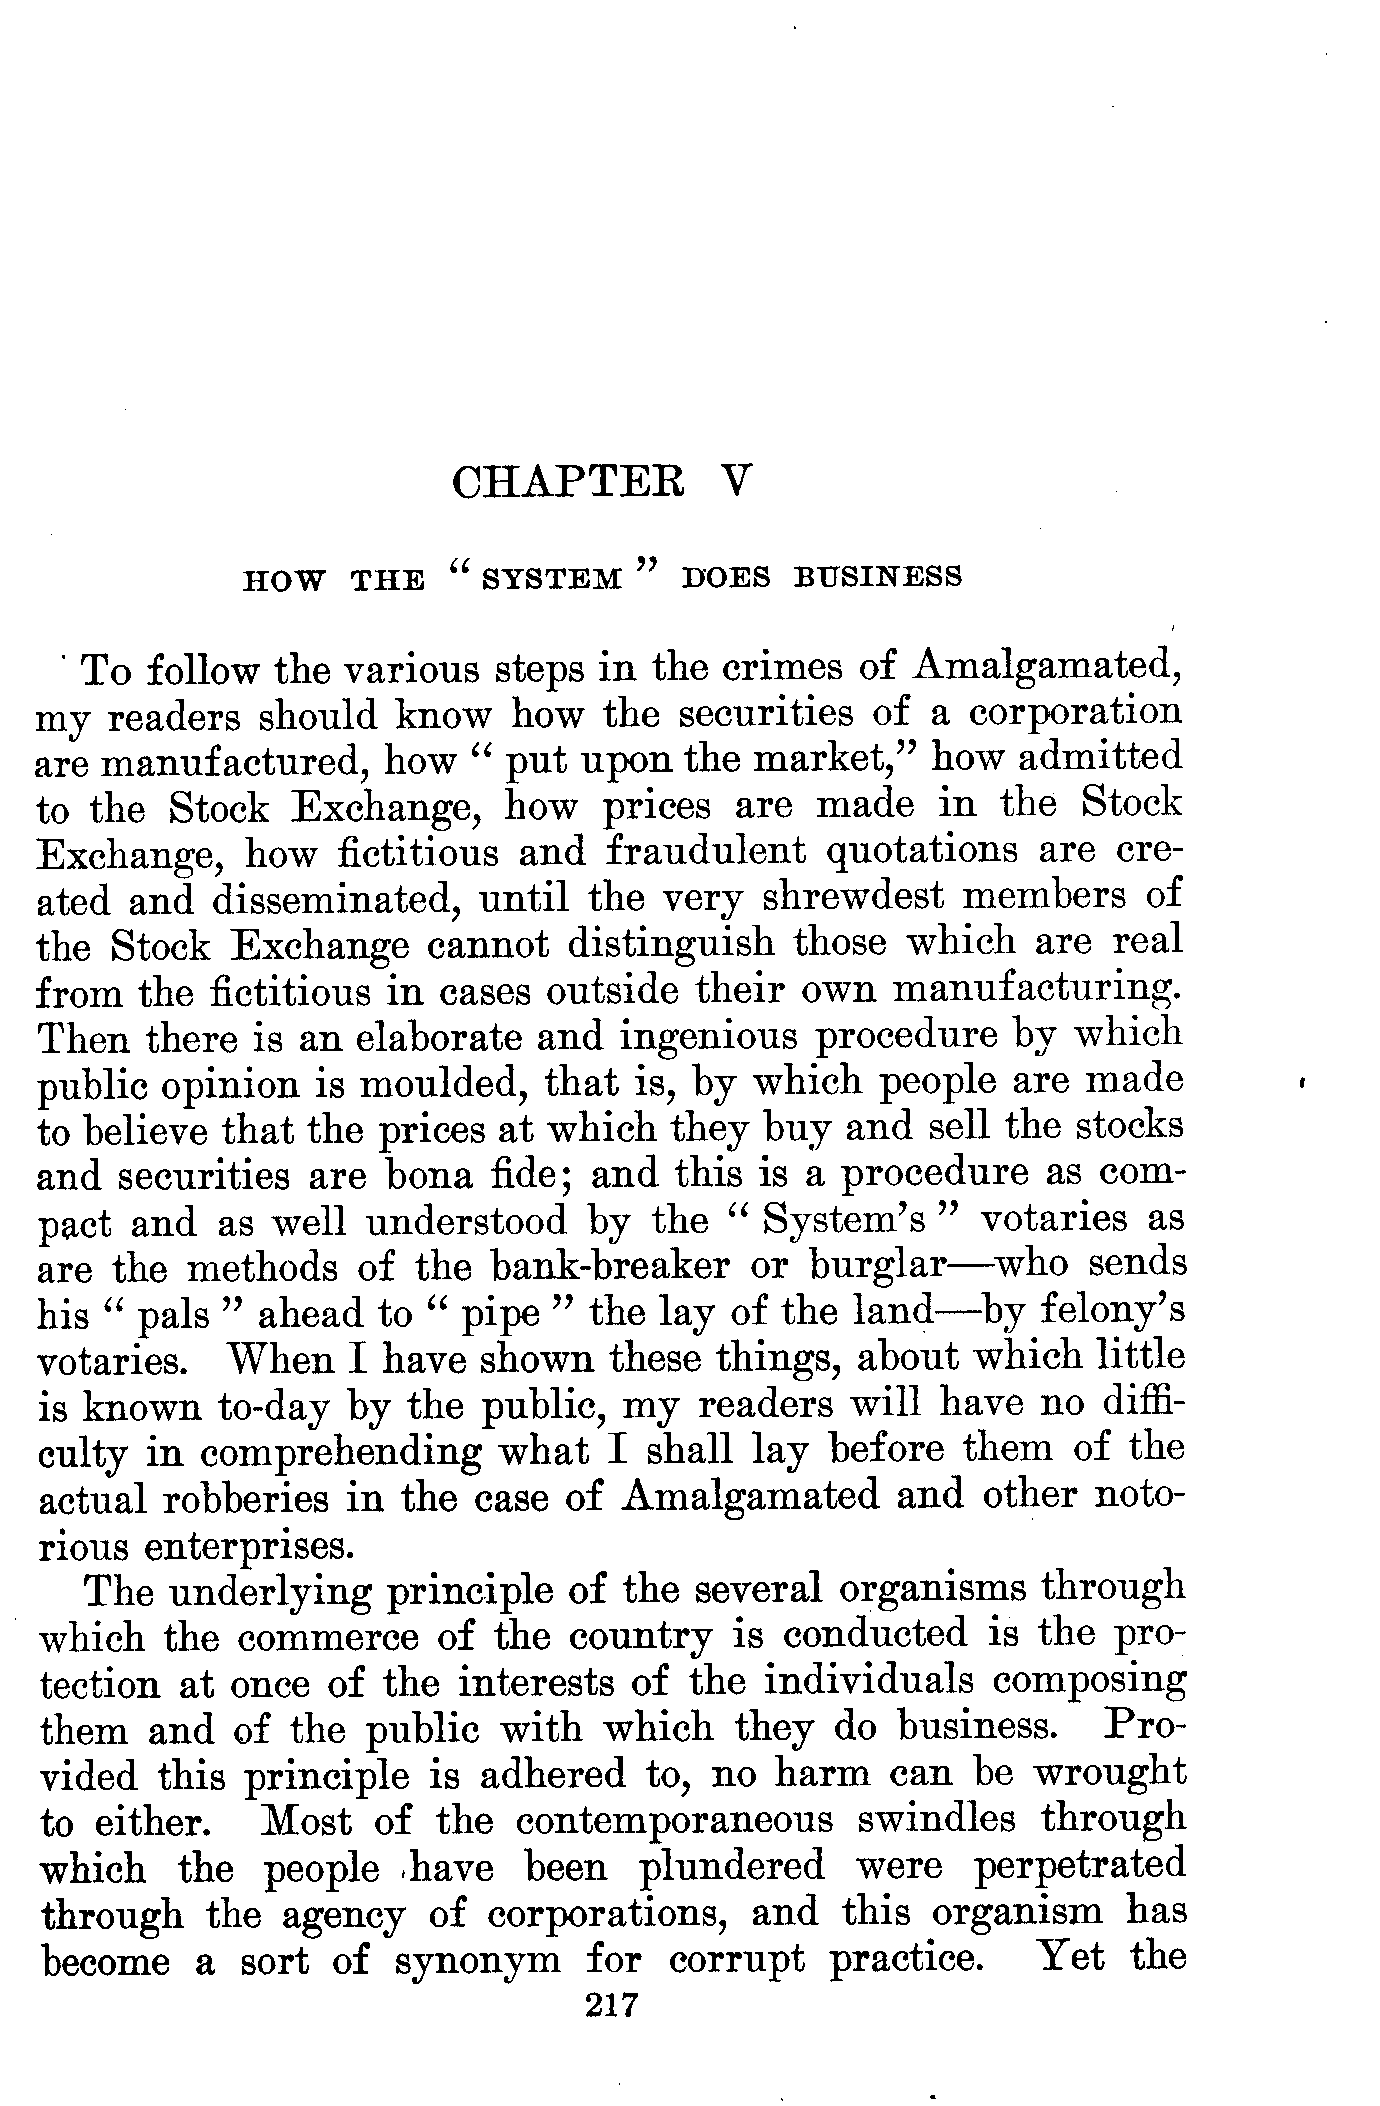 CHAPTER V
HOW THE “ SYSTEM ” DOES BUSINESS
To follow the various steps in the crimes of Amalgamated,
my readers should know how the securities of a corporation
are manufactured, how “ put upon the market,” how admitted
to the Stock Exchange, how prices are made in the Stock
Exchange, how fictitious and fraudulent quotations are cre-
ated and disseminated, until the very shrewdest members of
the Stock Exchange cannot distinguish those which are real
from the fictitious in cases outside their own manufacturing.
Then there is an elaborate and ingenious procedure by which
public opinion is moulded, that is, by which people are made
to believe that the prices at which they buy and sell the stocks
and securities are bona fide; and this is a procedure as com-
pact and as well understood by the “ System’s ” votaries as
are the methods of the bank-breaker or burglar—who sends
his “ pals ” ahead to “ pipe ” the lay of the land—by felony’s
votaries. When I have shown these things, about which little
is known to-day by the public, my readers will have no diffi-
culty in comprehending what I shall lay before them of the
actual robberies in the case of Amalgamated and other noto-
rious enterprises.
The underlying principle of the several organisms through
which the commerce of the country is conducted is the pro-
tection at once of the interests of the individuals composing
them and of the public with which they do business. Pro-
vided this principle is adhered to, no harm can be wrought
to either. Most of the contemporaneous swindles through
which the people have been plundered were perpetrated
through the agency of corporations, and this organism has
become a sort of synonym for corrupt practice. Yet the
217